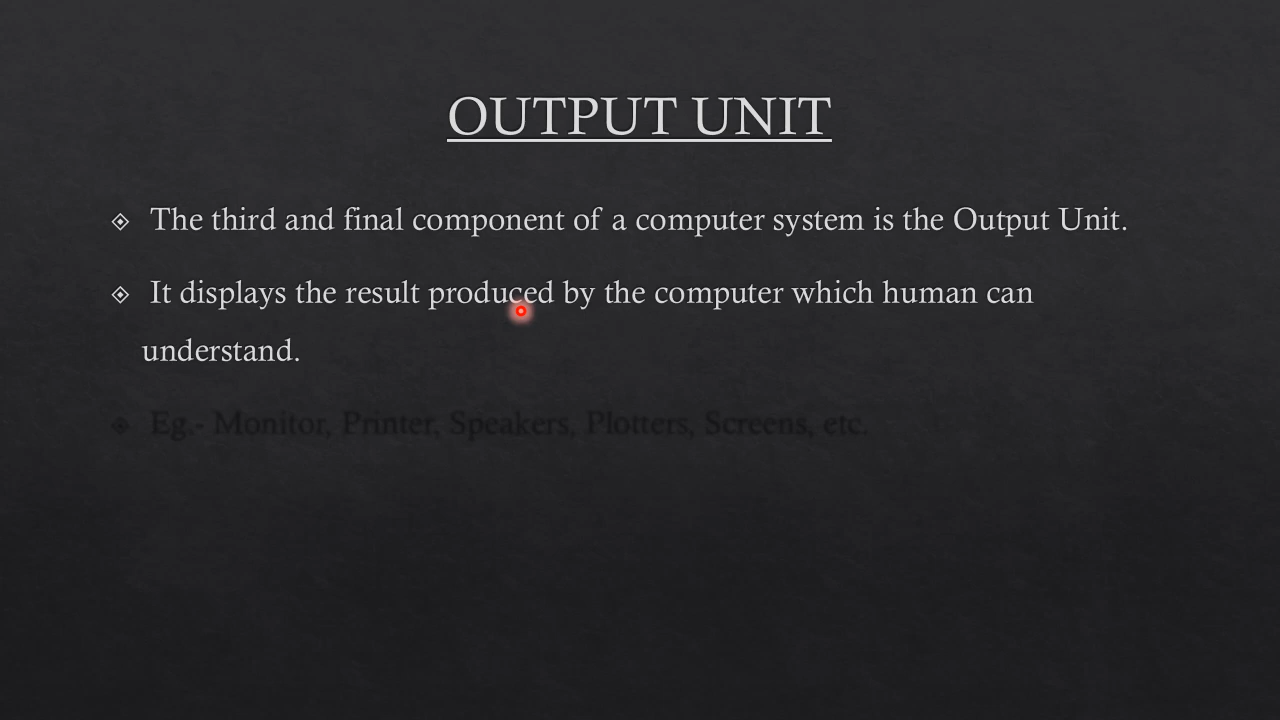 OUTPUT UNIT
The third and final component of a computer system is the Output Unit.
It displays the result produced by the computer which human can
understand.
Eg.- Monitor, Printer, Speakers, Plotters, Screens, etc.